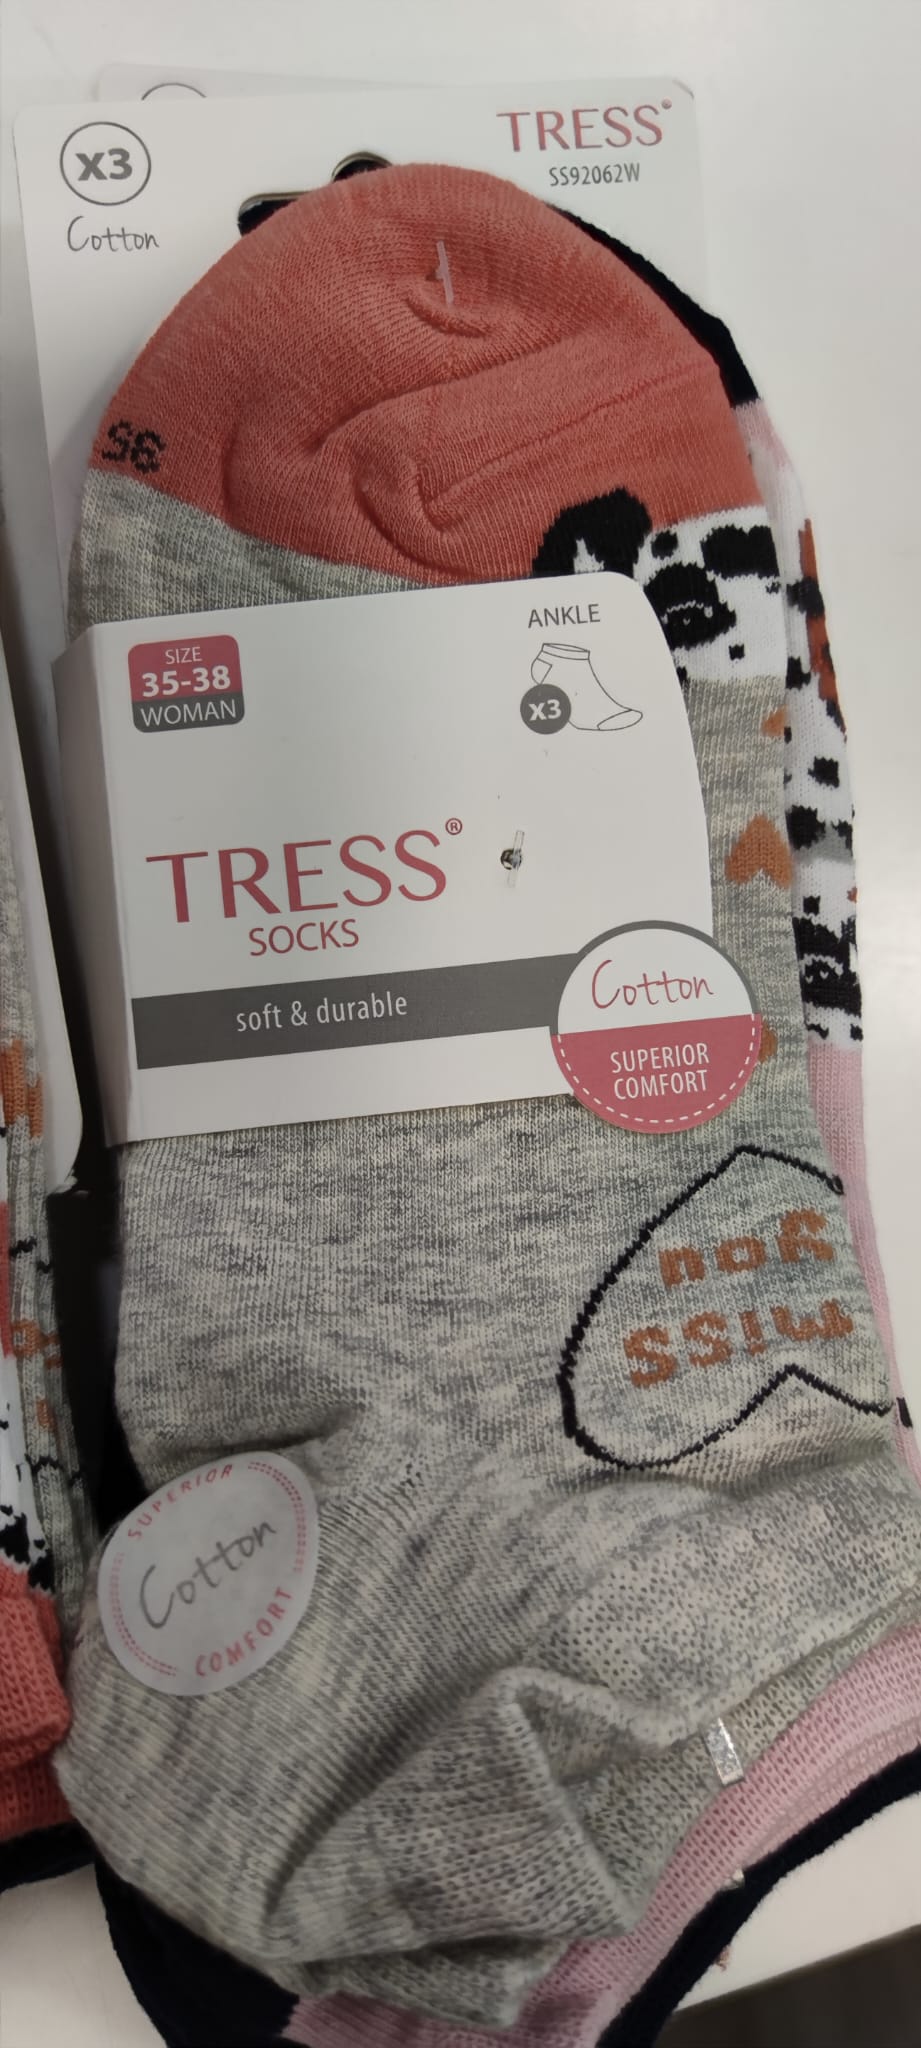 x3
Cotton
TRESS®
SS92062W
SIZE
35-38
WOMAN
ANKLE
x3
TRESS®
SOCKS
soft & durable
Cotton
SUPERIOR
COMFORT
miss
you
SUPERIOR
Cotton
COMFORT